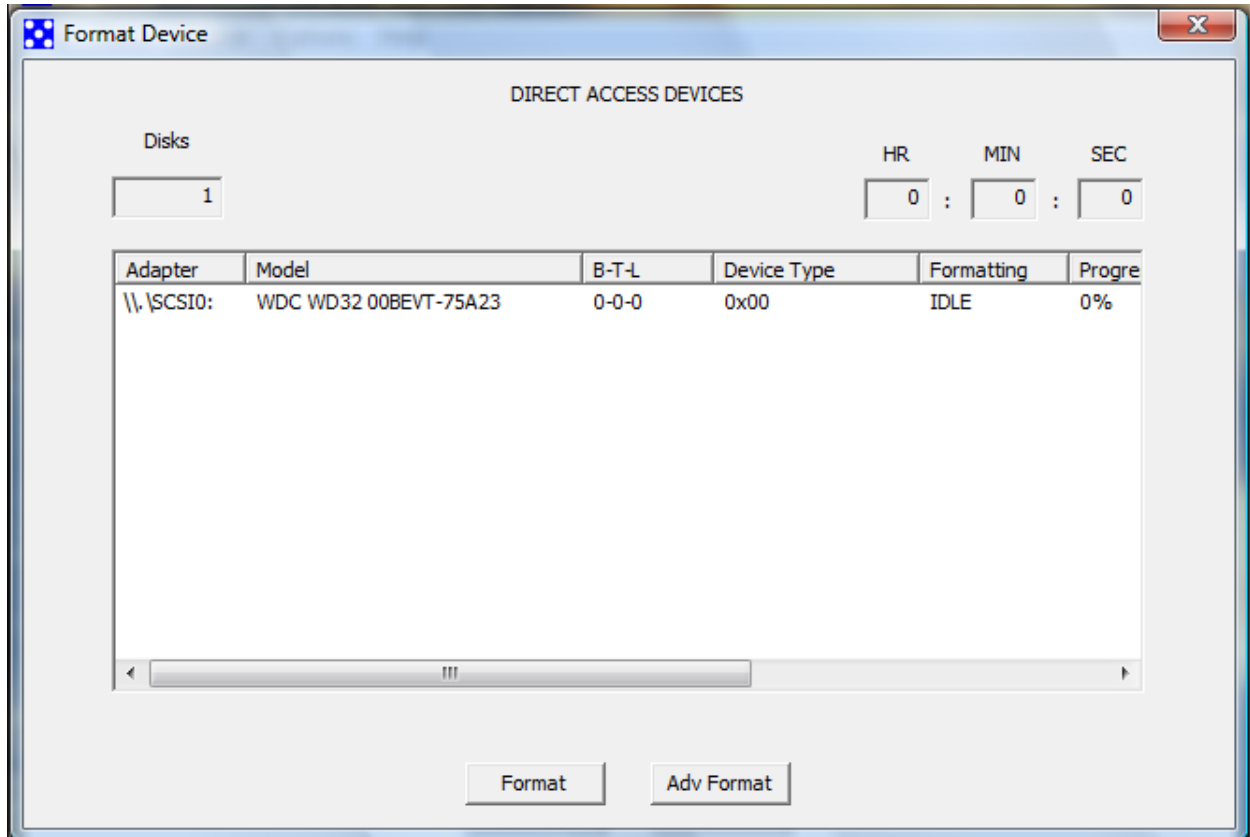 Format Device
DIRECT ACCESS DEVICES
Disks
HR MIN SEC
1
0 : 0 : 0
Adapter Model B-T-L Device Type Formatting Progre
\\.\SCSI0: WDC WD32 00BEVT-75A23 0-0-0 0x00 IDLE 0%
Format Adv Format